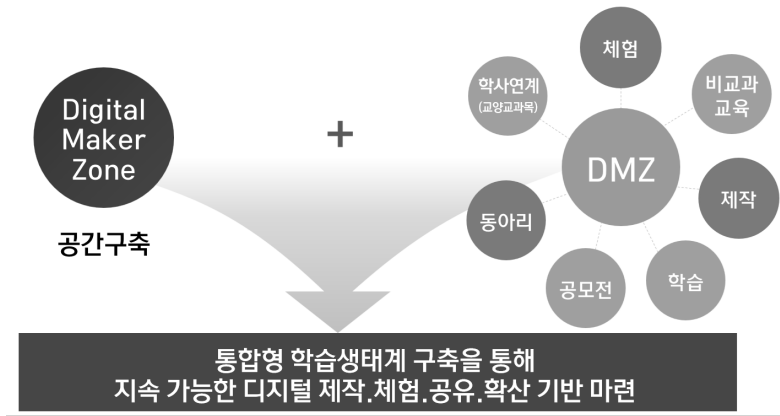 Digital
Maker
Zone
공간구축
+
체험
학사연계
(교양교과목)
비교과
교육
DMZ
제작
동아리
공모전
학습
통합형 학습생태계 구축을 통해
지속 가능한 디지털 제작.체험.공유.확산 기반 마련